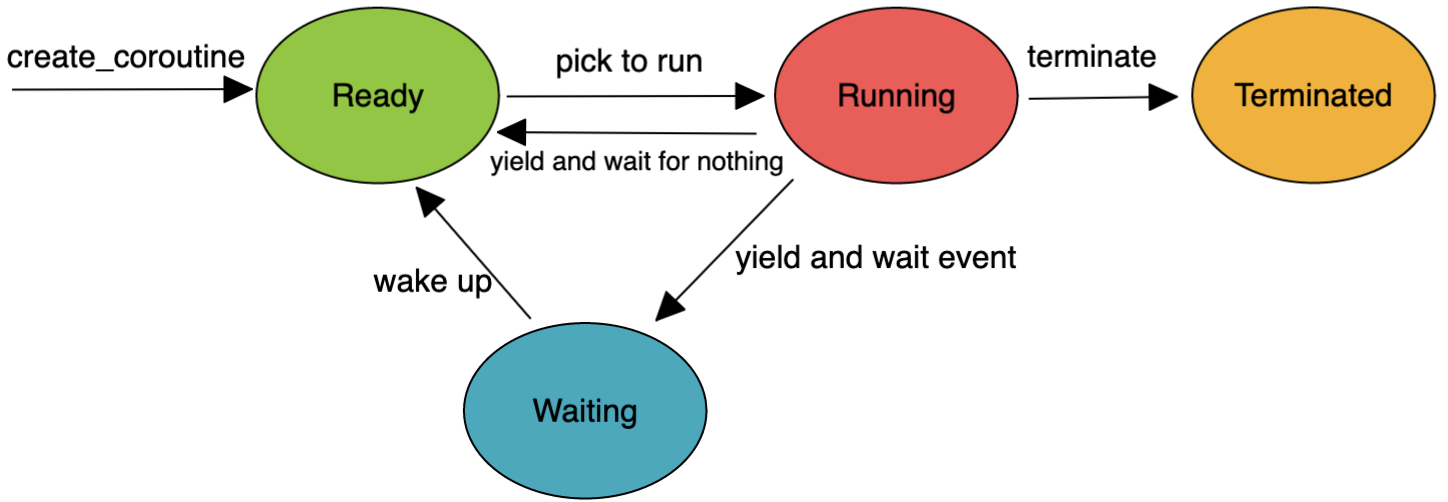 create_coroutine
Ready
pick to run
Running
terminate
Terminated
yield and wait for nothing
wake up
yield and wait event
Waiting